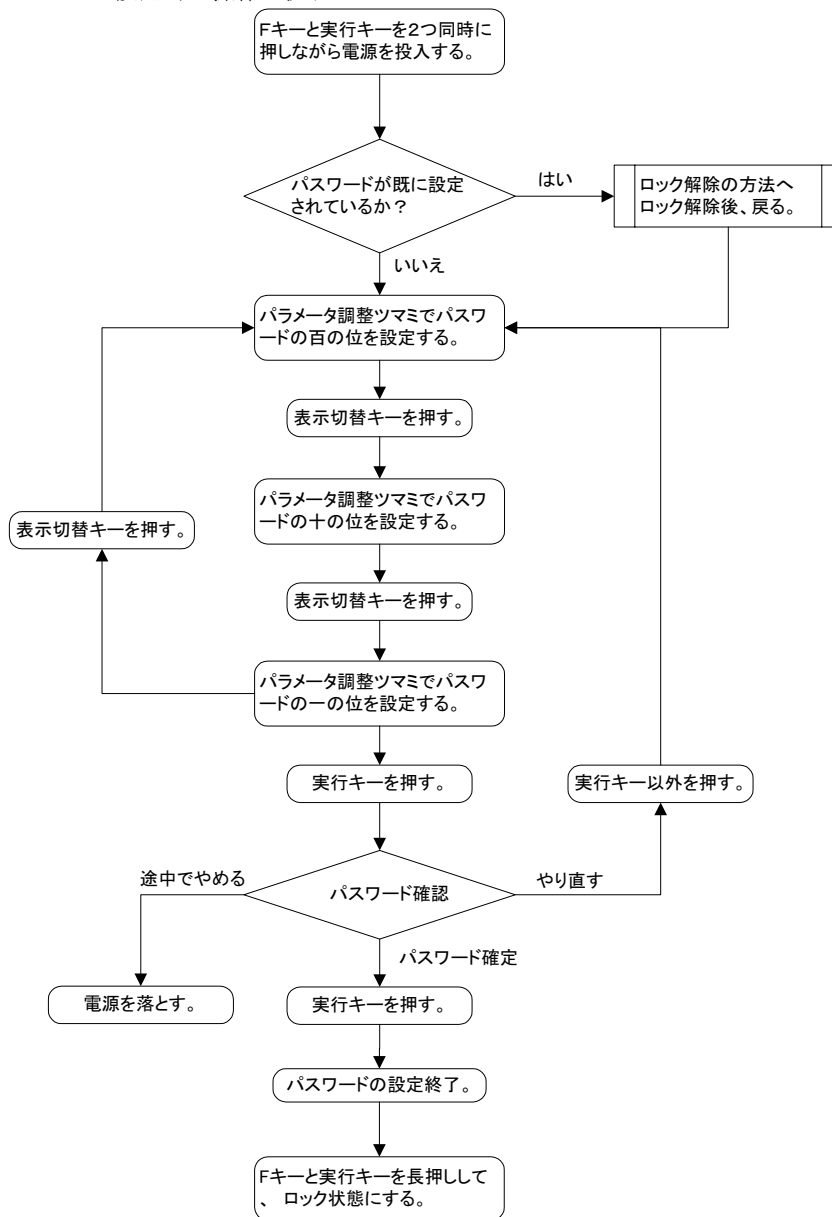 Fキーと実行キーを2つ同時に
押しながら電源を投入する。
パスワードが既に設定
されているか？
はい
ロック解除の方法へ
ロック解除後、戻る。
いいえ
パラメータ調整ツマミでパスワ
ードの百の位を設定する。
表示切替キーを押す。
パラメータ調整ツマミでパスワ
ードの十の位を設定する。
表示切替キーを押す。
表示切替キーを押す。
パラメータ調整ツマミでパスワ
ードの一の位を設定する。
実行キーを押す。
実行キー以外を押す。
途中でやめる
パスワード確認
やり直す
パスワード確定
電源を落とす。
実行キーを押す。
パスワードの設定終了。
Fキーと実行キーを長押しして
、 ロック状態にする。